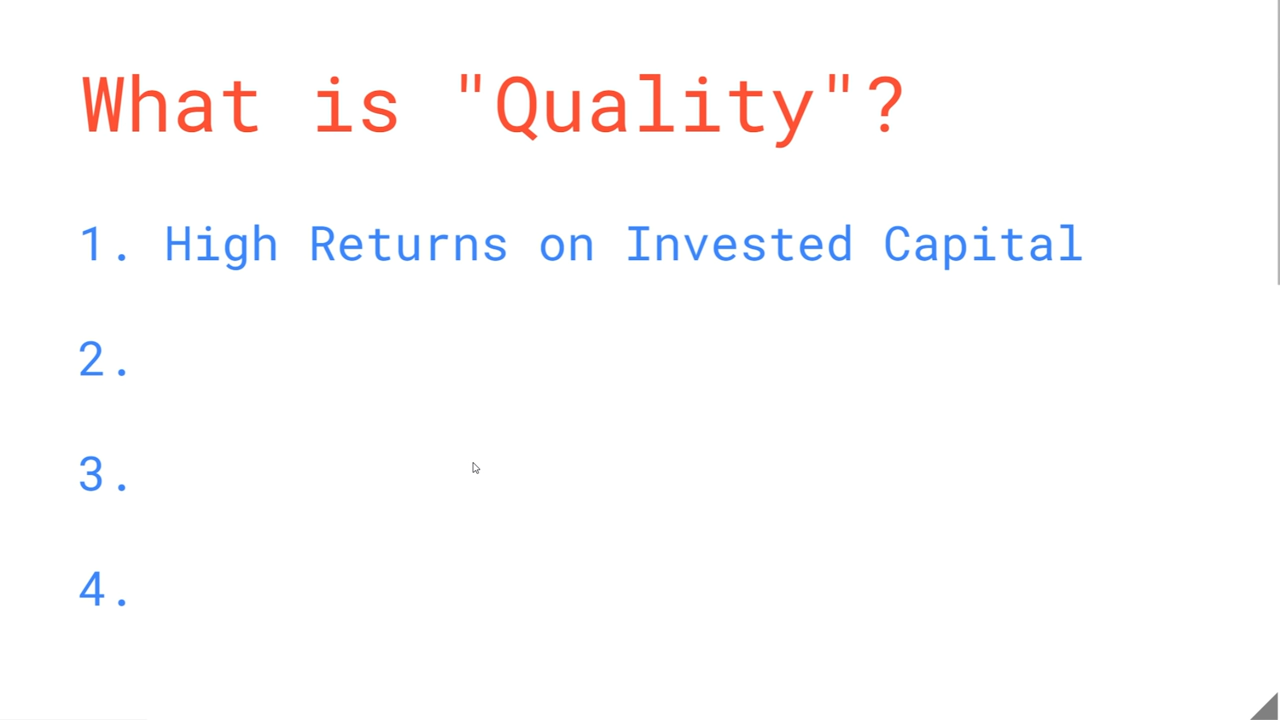 What is "Quality"?
1. High Returns on Invested Capital
2.
3.
4.